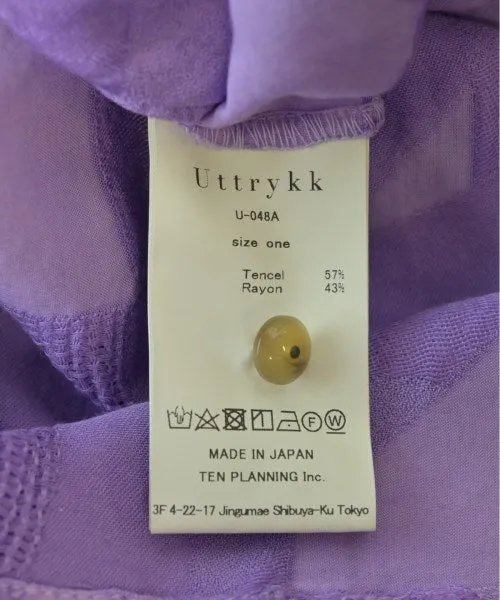 Uttrykk
U-048A
size one
Tencel 57%
Rayon 43%
F W
MADE IN JAPAN
TEN PLANNING Inc.
3F 4-22-17 Jingumae Shibuya-Ku Tokyo